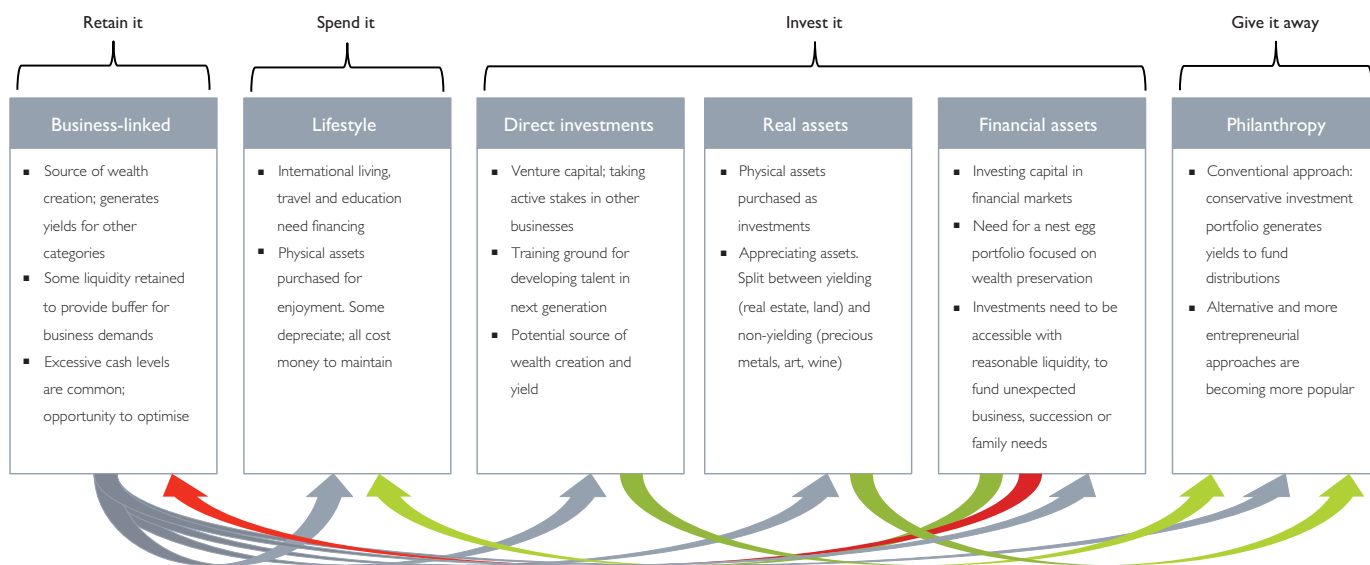 Retain it
Spend it
Invest it
Give it away
Business-linked
Source of wealth
creation; generates
yields for other
categories
Some liquidity retained
to provide buffer for
business demands
Excessive cash levels
are common;
opportunity to optimise
Lifestyle
International living,
travel and education
need financing
Physical assets
purchased for
enjoyment. Some
depreciate; all cost
money to maintain
Direct investments
Venture capital; taking
active stakes in other
businesses
Training ground for
developing talent in
next generation
Potential source of
wealth creation and
yield
Real assets
Physical assets
purchased as
investments
Appreciating assets.
Split between yielding
(real estate, land) and
non-yielding (precious
metals, art, wine)
Financial assets
Investing capital in
financial markets
Need for a nest egg
portfolio focused on
wealth preservation
Investments need to be
accessible with
reasonable liquidity, to
fund unexpected
business, succession or
family needs
Philanthropy
Conventional approach:
conservative investment
portfolio generates
yields to fund
distributions
Alternative and more
entrepreneurial
approaches are
becoming more popular